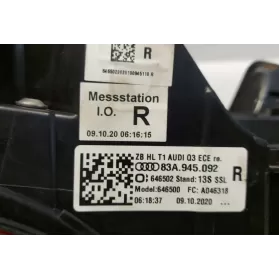 R
Messstation
I.O. R
09.10.20 06:16:15
ZB HL T1 AUDI Q3 ECE re.
83A.945.092
646502 Stand: 13S SSL
Model:646500 FC: A046318
06:18:37 09.10.2020
R